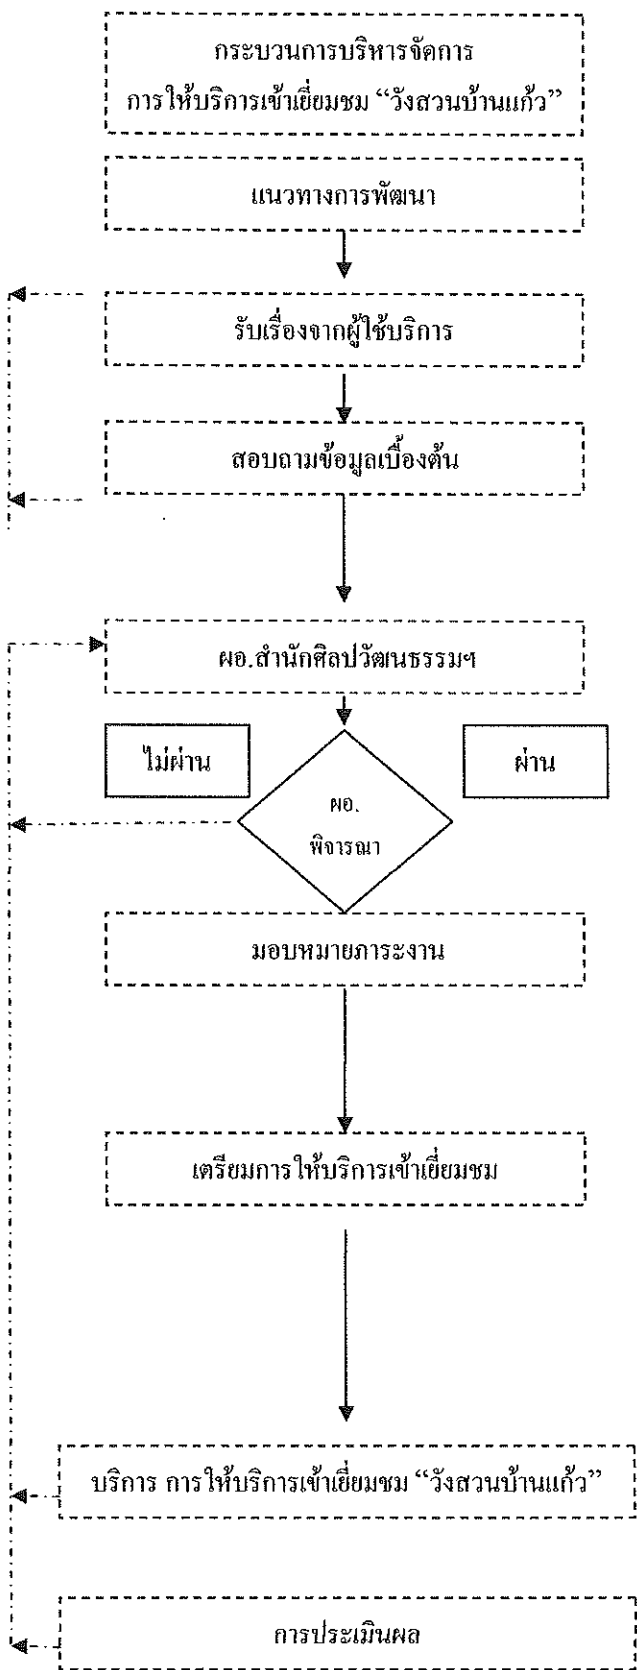 กระบวนการบริหารจัดการ
การให้บริการเข้าเยี่ยมชม “วังสวนบ้านแก้ว”
แนวทางการพัฒนา
รับเรื่องจากผู้ใช้บริการ
สอบถามข้อมูลเบื้องต้น
ผอ.สำนักศิลปวัฒนธรรมฯ
ไม่ผ่าน
ผ่าน
ผอ.
พิจารณา
มอบหมายภาระงาน
เตรียมการให้บริการเข้าเยี่ยมชม
บริการ การให้บริการเข้าเยี่ยมชม “วังสวนบ้านแก้ว”
การประเมินผล